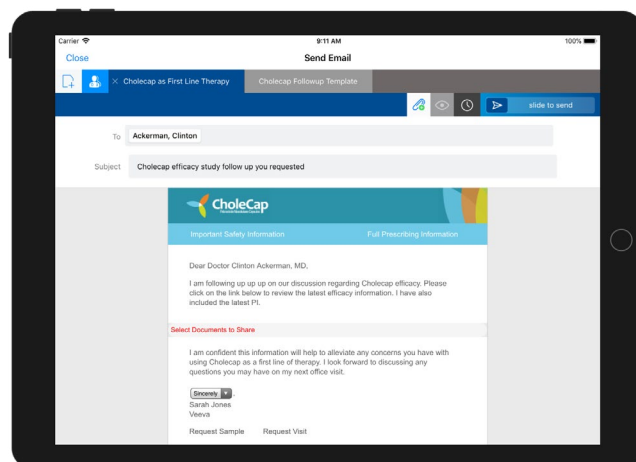 Carrier 9:11 AM 100%
Close Send Email
× Cholecap as First Line Therapy Cholecap Followup Template
slide to send
To Ackerman, Clinton
Subject Cholecap efficacy study follow up you requested
CholeCap
Important Safety Information Full Prescribing Information
Dear Doctor Clinton Ackerman, MD,
I am following up up up on our discussion regarding Cholecap efficacy. Please
click on the link below to review the latest efficacy information. I have also
included the latest PI.
Select Documents to Share
I am confident this information will help to alleviate any concerns you have with
using Cholecap as a first line of therapy. I look forward to discussing any
questions you may have on my next office visit.
Sincerely ,
Sarah Jones
Veeva
Request Sample Request Visit